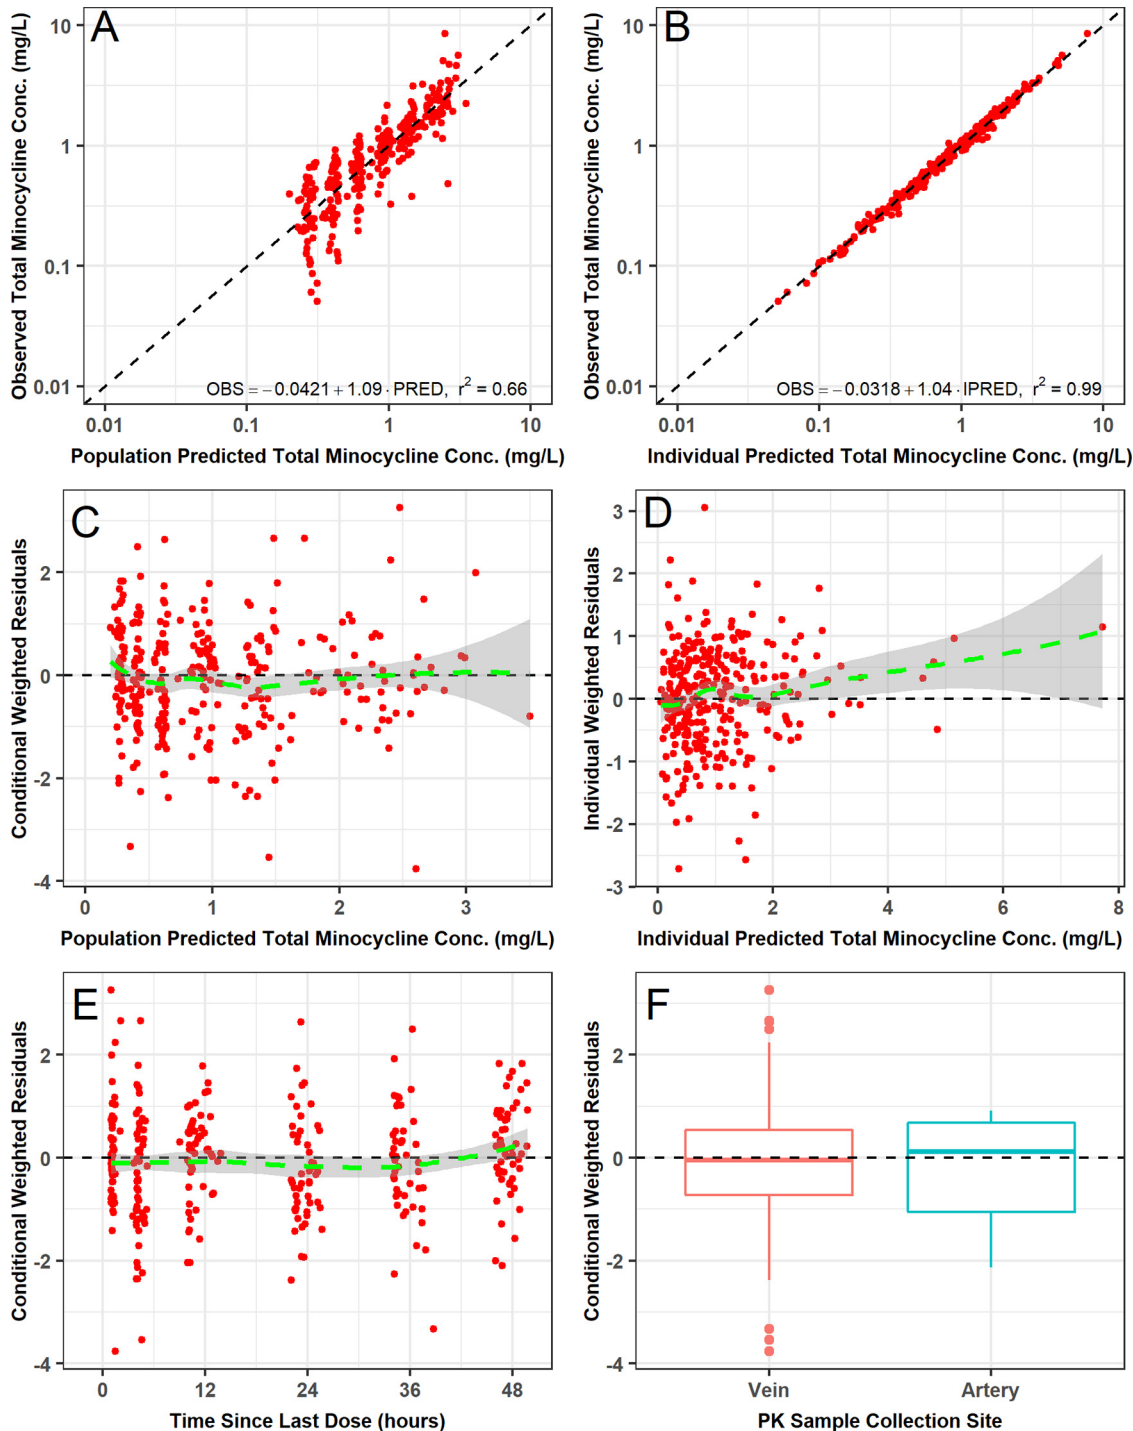 A
Observed Total Minocycline Conc. (mg/L)
10
1
0.1
0.01
OBS = −0.0421 + 1.09 · PRED, r² = 0.66
0.01 0.1 1 10
Population Predicted Total Minocycline Conc. (mg/L)
B
Observed Total Minocycline Conc. (mg/L)
10
1
0.1
0.01
OBS = −0.0318 + 1.04 · IPRED, r² = 0.99
0.01 0.1 1 10
Individual Predicted Total Minocycline Conc. (mg/L)
C
Conditional Weighted Residuals
2
0
-2
-4
0 1 2 3
Population Predicted Total Minocycline Conc. (mg/L)
D
Individual Weighted Residuals
3
2
1
0
-1
-2
-3
0 2 4 6 8
Individual Predicted Total Minocycline Conc. (mg/L)
E
Conditional Weighted Residuals
2
0
-2
-4
0 12 24 36 48
Time Since Last Dose (hours)
F
Conditional Weighted Residuals
2
0
-2
-4
Vein Artery
PK Sample Collection Site